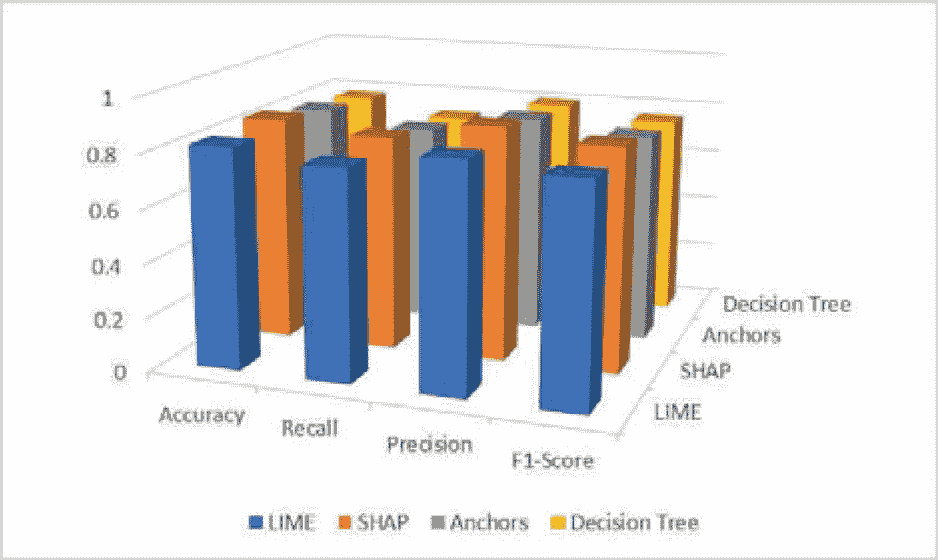 1
0.8
0.6
0.4
0.2
0
Accuracy
Recall
Precision
F1-Score
Decision Tree
Anchors
SHAP
LIME
LIME SHAP Anchors Decision Tree